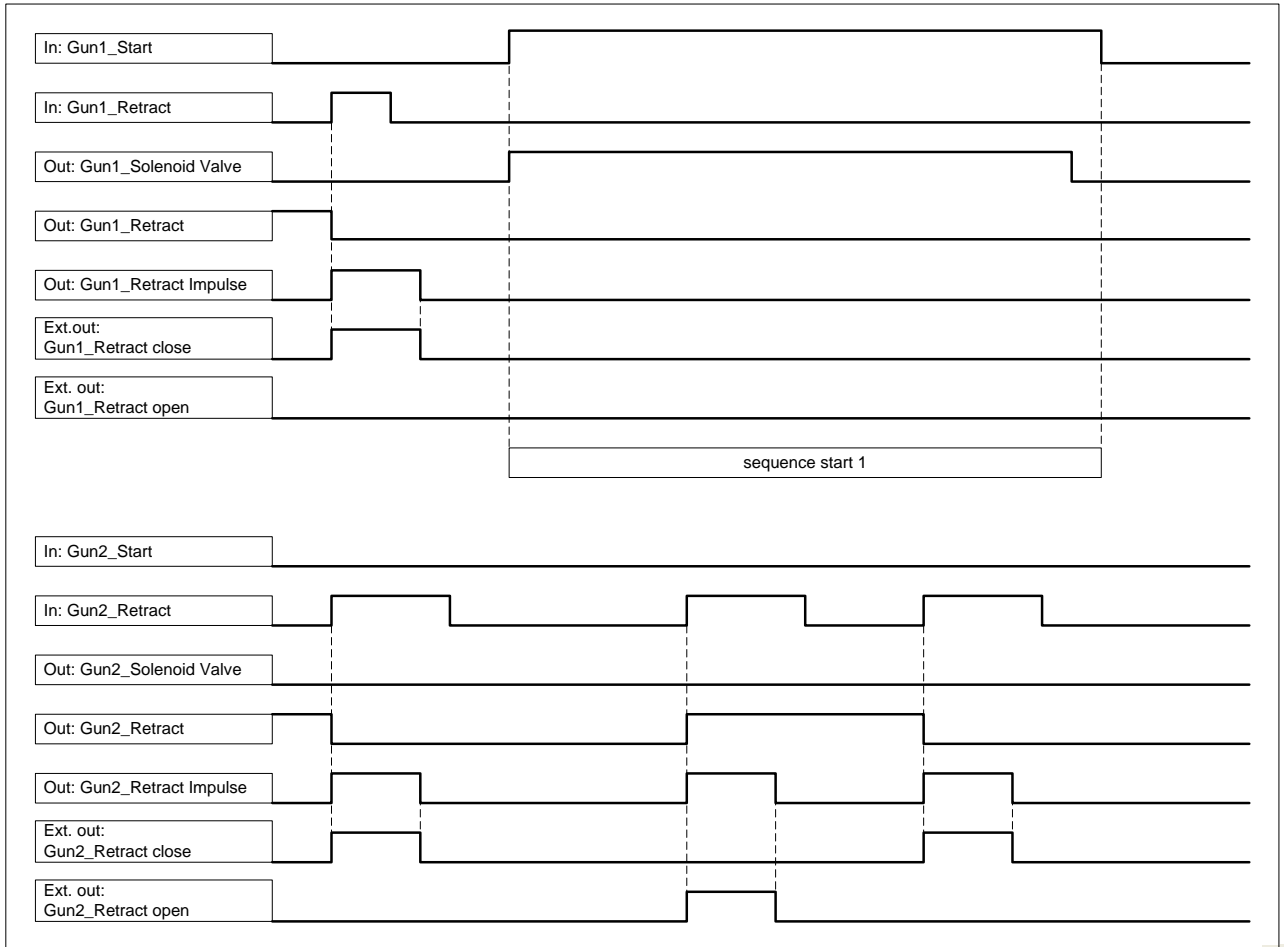 In: Gun1_Start
In: Gun1_Retract
Out: Gun1_Solenoid Valve
Out: Gun1_Retract
Out: Gun1_Retract Impulse
Ext.out:
Gun1_Retract close
Ext. out:
Gun1_Retract open
sequence start 1
In: Gun2_Start
In: Gun2_Retract
Out: Gun2_Solenoid Valve
Out: Gun2_Retract
Out: Gun2_Retract Impulse
Ext. out:
Gun2_Retract close
Ext. out:
Gun2_Retract open